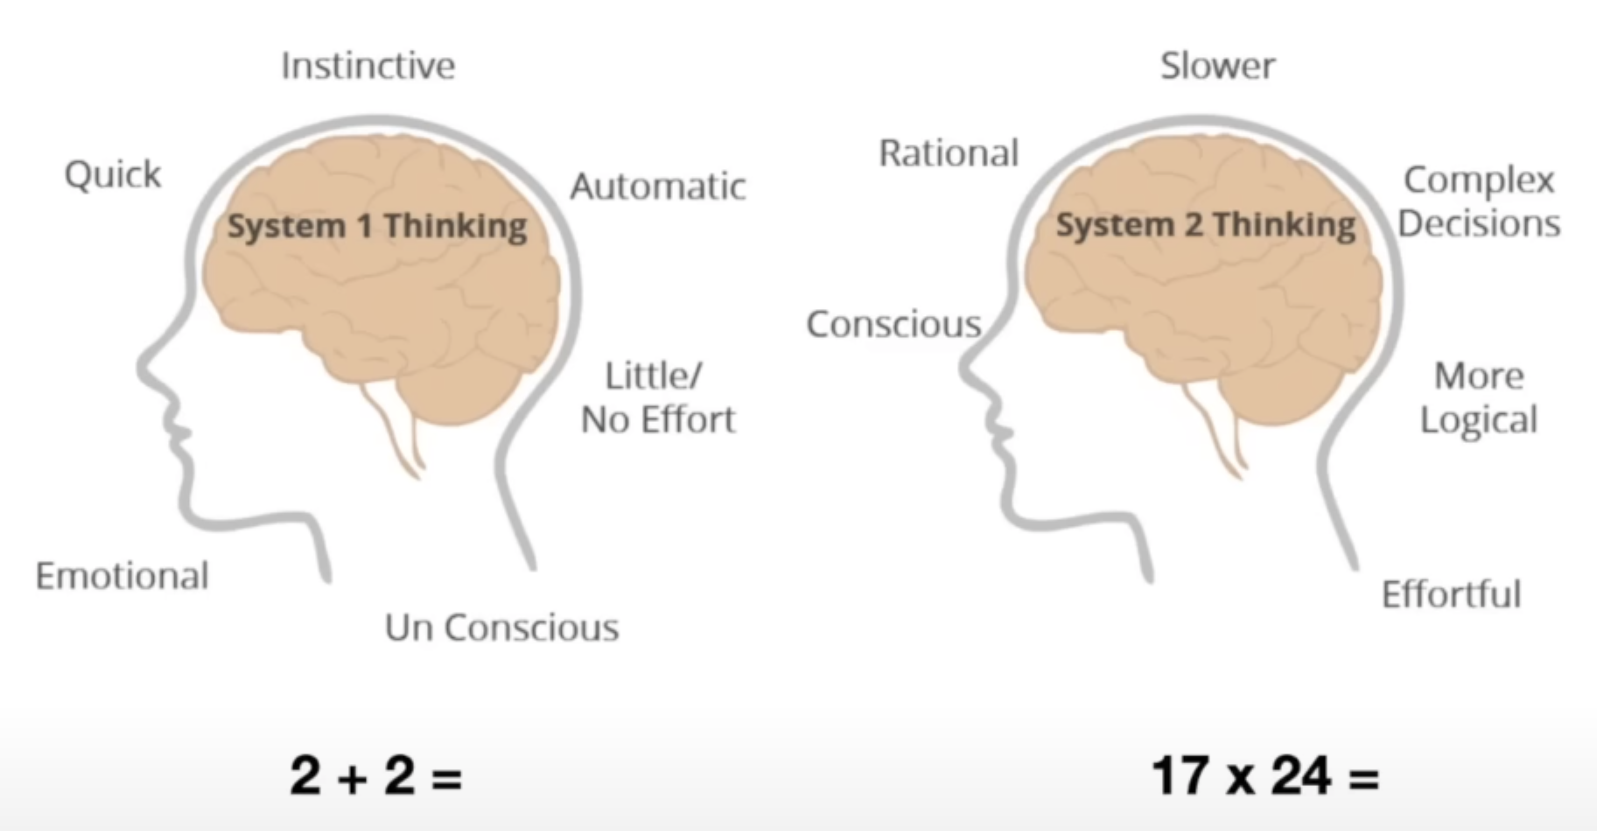 Instinctive
Quick
Automatic
System 1 Thinking
Little/
No Effort
Emotional
Un Conscious
2 + 2 =
Slower
Rational
Complex
Decisions
System 2 Thinking
Conscious
More
Logical
Effortful
17 x 24 =